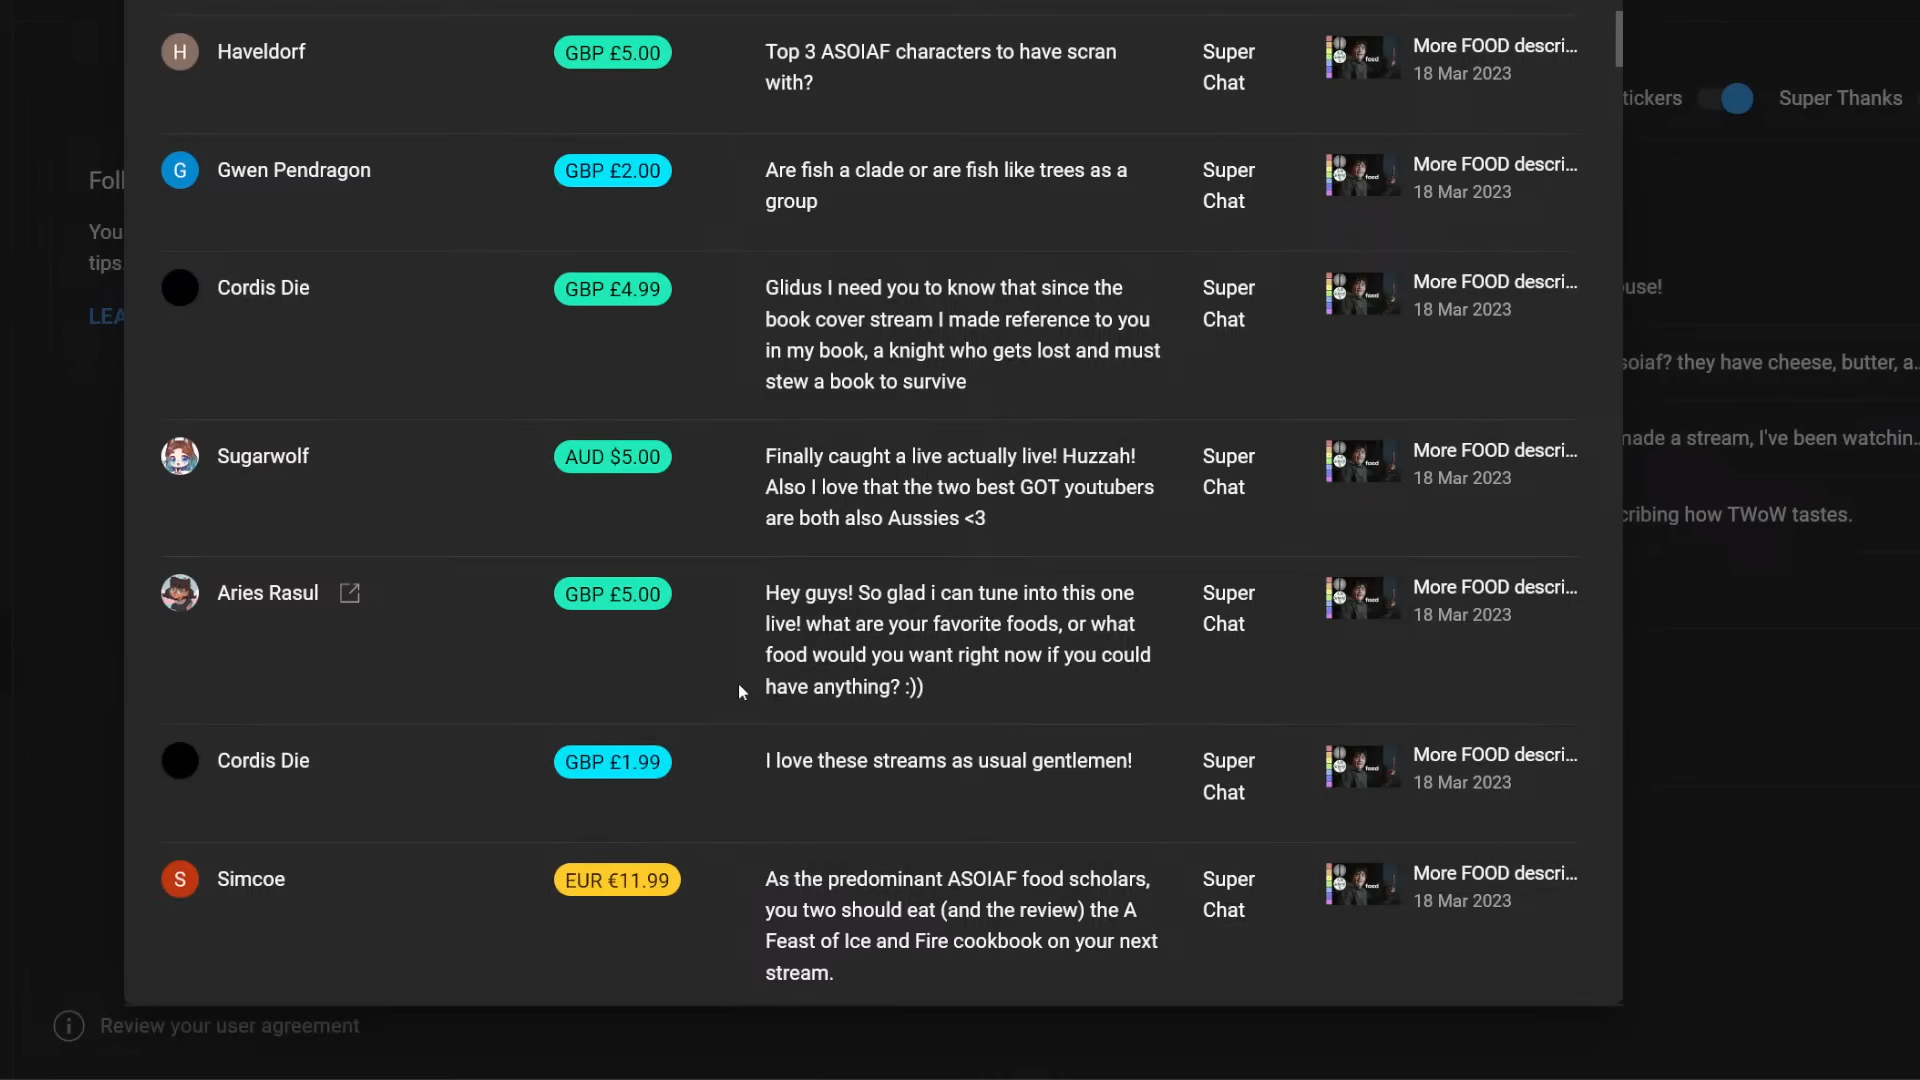 H Haveldorf GBP £5.00 Top 3 ASOIAF characters to have scran with? Super Chat More FOOD descri... 18 Mar 2023
tickers Super Thanks
G Gwen Pendragon GBP £2.00 Are fish a clade or are fish like trees as a group Super Chat More FOOD descri... 18 Mar 2023
Foll
You
tips.
LEA
Cordis Die GBP £4.99 Glidus I need you to know that since the book cover stream I made reference to you in my book, a knight who gets lost and must stew a book to survive Super Chat More FOOD descri... 18 Mar 2023
use!
soiaf? they have cheese, butter, a...
Sugarwolf AUD $5.00 Finally caught a live actually live! Huzzah! Also I love that the two best GOT youtubers are both also Aussies <3 Super Chat More FOOD descri... 18 Mar 2023
made a stream, I've been watchin...
cribing how TWoW tastes.
Aries Rasul GBP £5.00 Hey guys! So glad i can tune into this one live! what are your favorite foods, or what food would you want right now if you could have anything? :)) Super Chat More FOOD descri... 18 Mar 2023
Cordis Die GBP £1.99 I love these streams as usual gentlemen! Super Chat More FOOD descri... 18 Mar 2023
S Simcoe EUR €11.99 As the predominant ASOIAF food scholars, you two should eat (and the review) the A Feast of Ice and Fire cookbook on your next stream. Super Chat More FOOD descri... 18 Mar 2023
Review your user agreement